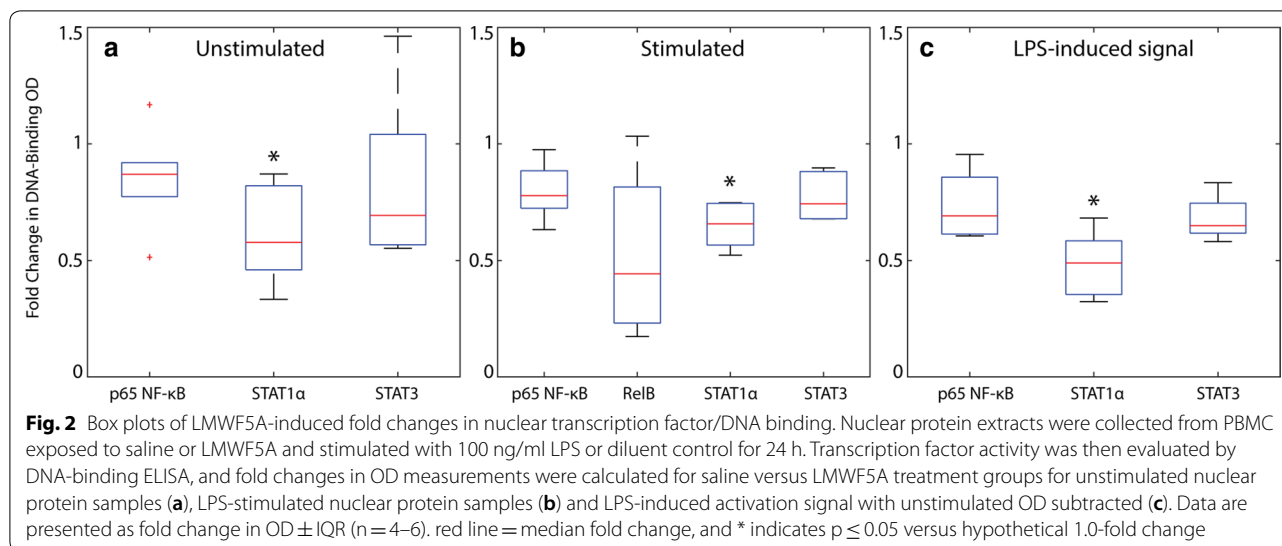 a Unstimulated
b Stimulated
c LPS-induced signal
Fold Change in DNA-Binding OD
1.5
1
0.5
0
p65 NF-κB STAT1α STAT3
*
1.5
1
0.5
0
p65 NF-κB RelB STAT1α STAT3
*
1.5
1
0.5
0
p65 NF-κB STAT1α STAT3
*
Fig. 2 Box plots of LMWF5A-induced fold changes in nuclear transcription factor/DNA binding. Nuclear protein extracts were collected from PBMC
exposed to saline or LMWF5A and stimulated with 100 ng/ml LPS or diluent control for 24 h. Transcription factor activity was then evaluated by
DNA-binding ELISA, and fold changes in OD measurements were calculated for saline versus LMWF5A treatment groups for unstimulated nuclear
protein samples (a), LPS-stimulated nuclear protein samples (b) and LPS-induced activation signal with unstimulated OD subtracted (c). Data are
presented as fold change in OD ± IQR (n = 4–6). red line = median fold change, and * indicates p ≤ 0.05 versus hypothetical 1.0-fold change